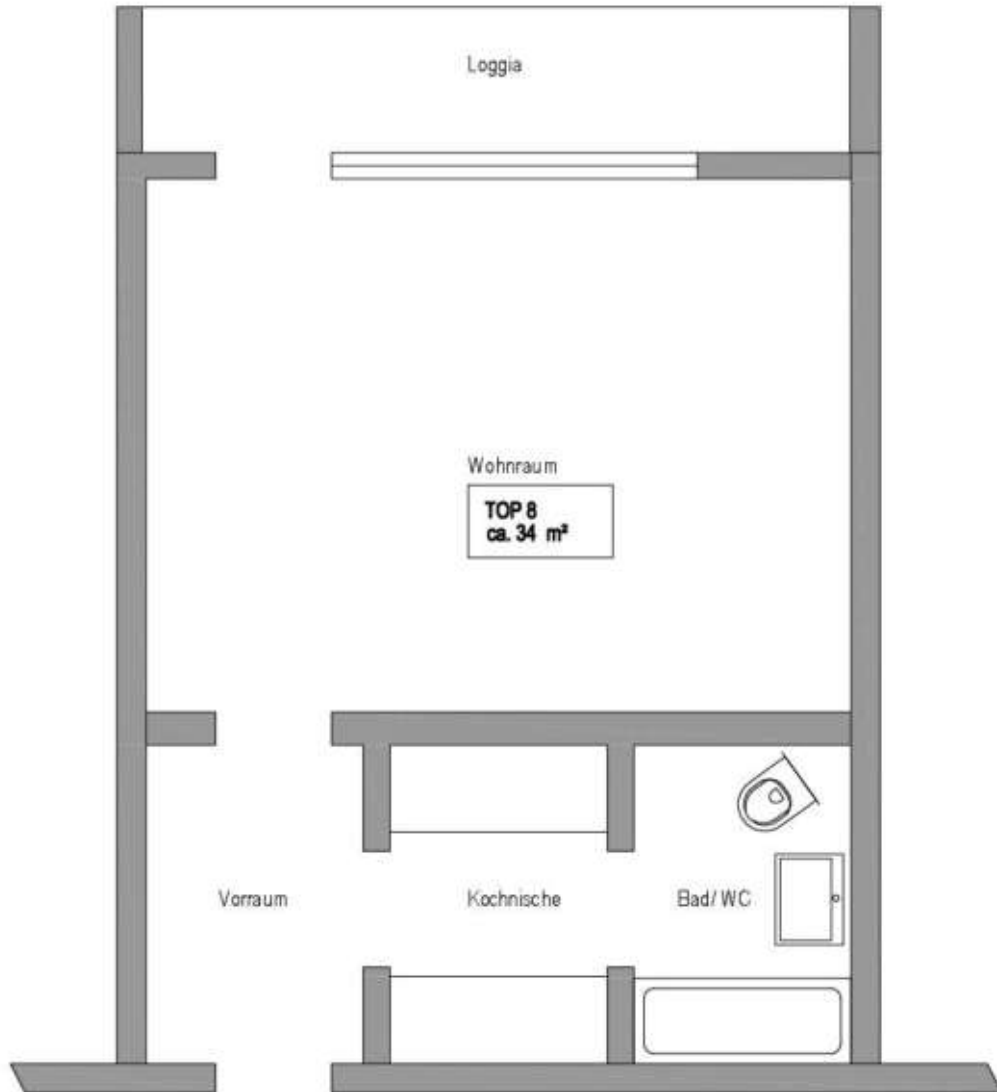 Loggia
Wohnraum
TOP 8
ca. 34 m²
Vorraum
Kochnische
Bad/WC